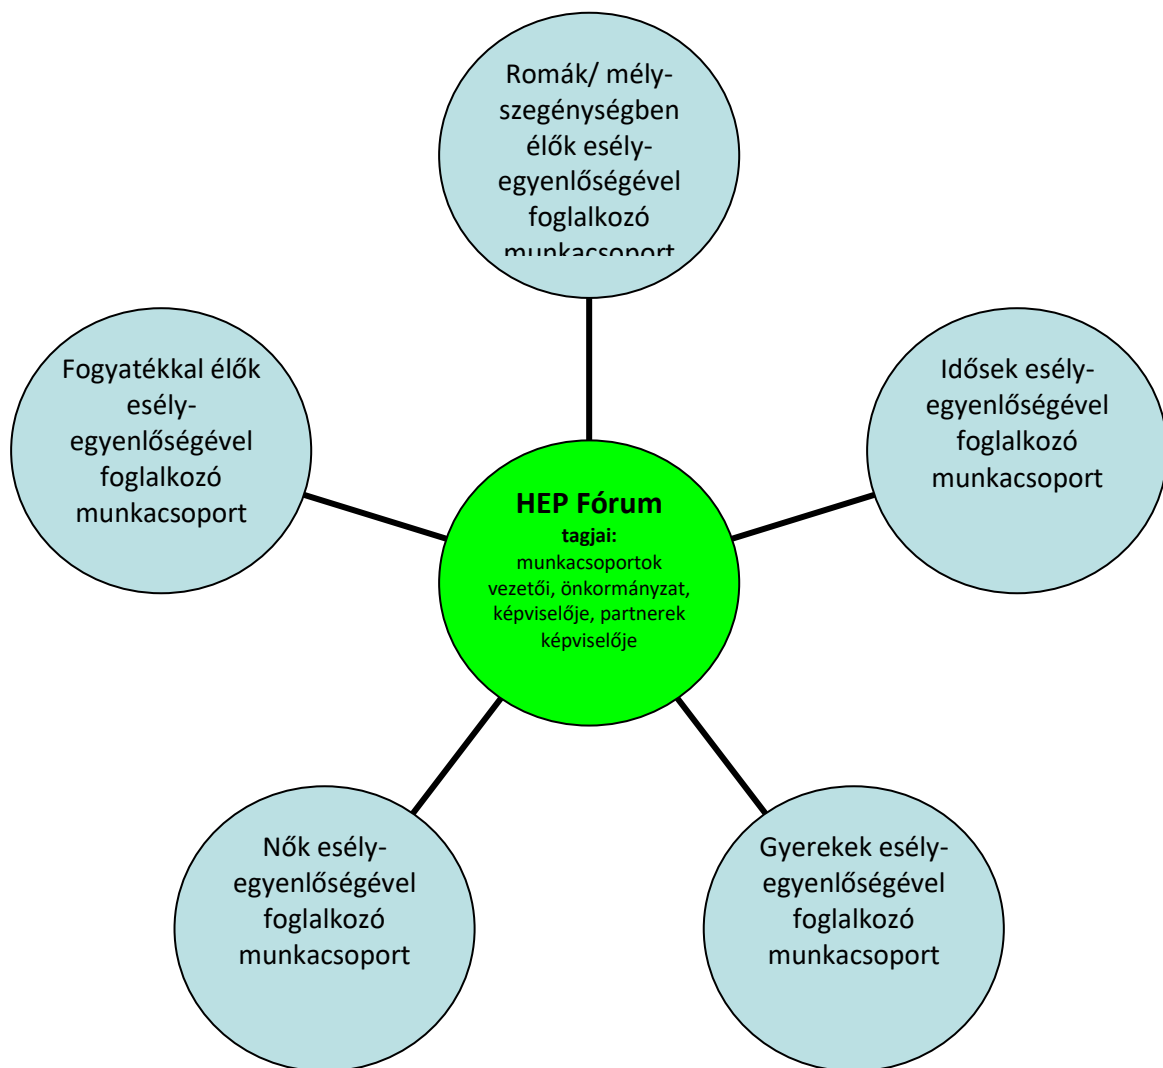 Romák/ mély-
szegénységben
élők esély-
egyenlőségével
foglalkozó
munkacsoport
Fogyatékkal élők
esély-
egyenlőségével
foglalkozó
munkacsoport
Idősek esély-
egyenlőségével
foglalkozó
munkacsoport
HEP Fórum
tagjai:
munkacsoportok
vezetői, önkormányzat,
képviselője, partnerek
képviselője
Nők esély-
egyenlőségével
foglalkozó
munkacsoport
Gyerekek esély-
egyenlőségével
foglalkozó
munkacsoport